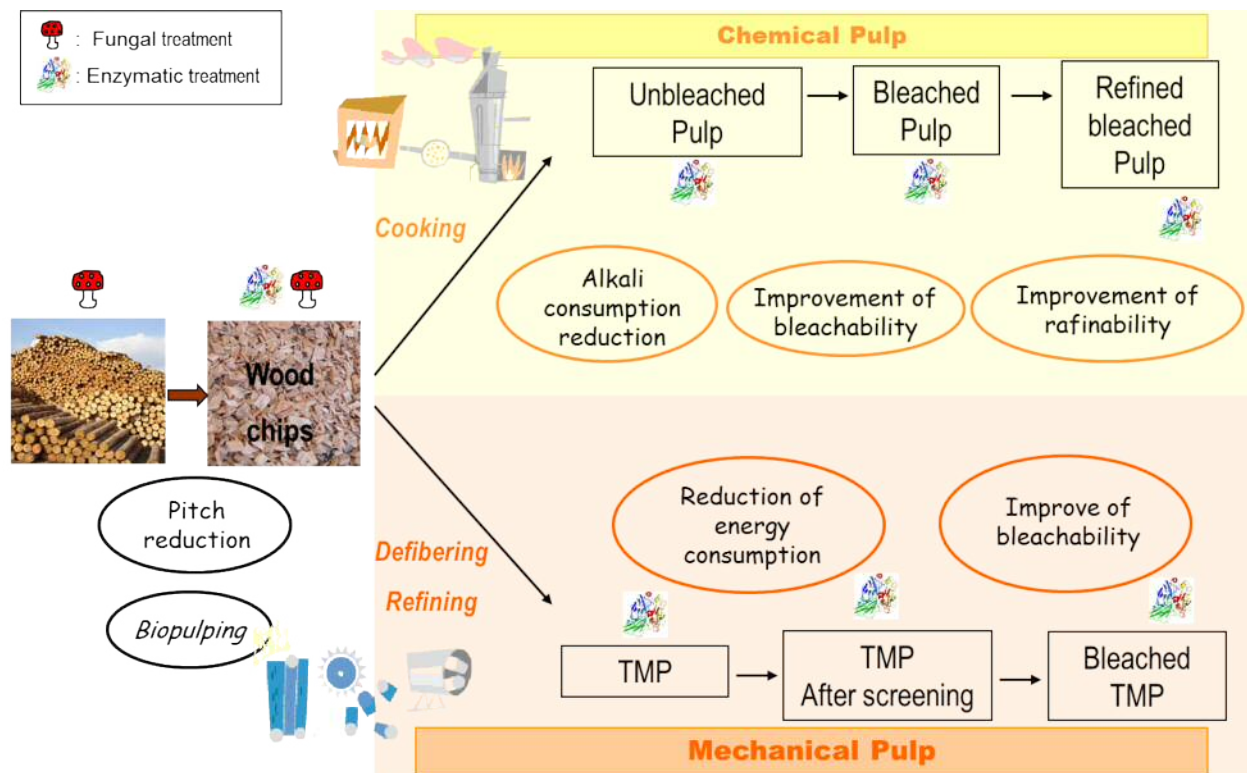 : Fungal treatment
: Enzymatic treatment
Chemical Pulp
Unbleached
Pulp
Bleached
Pulp
Refined
bleached
Pulp
Cooking
Alkali
consumption
reduction
Improvement of
bleachability
Improvement of
rafinability
Wood
chips
Pitch
reduction
Biopulping
Defibering
Refining
Reduction of
energy
consumption
Improve of
bleachability
TMP
TMP
After screening
Bleached
TMP
Mechanical Pulp